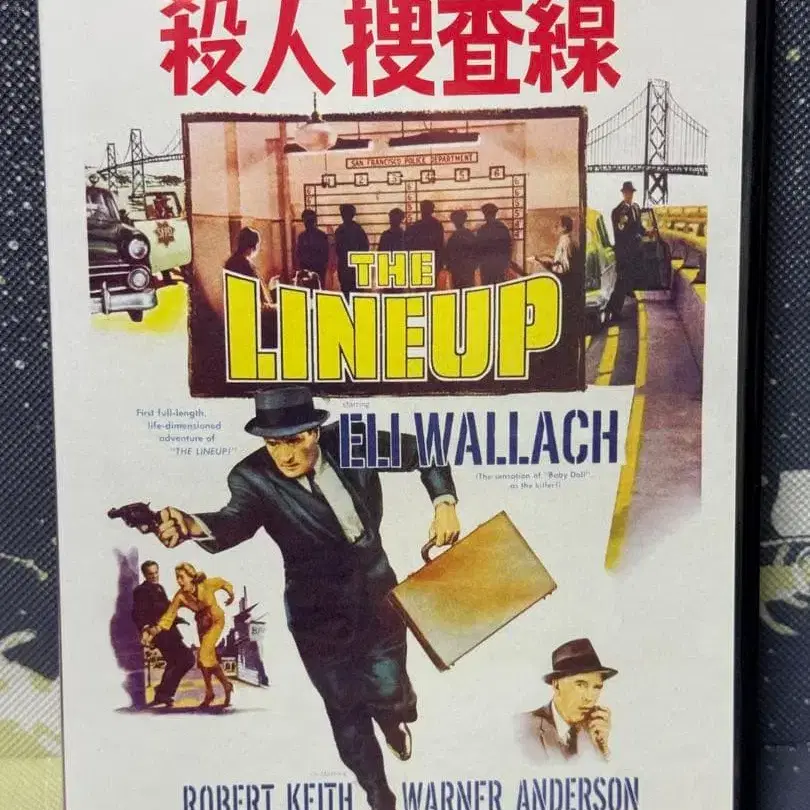 殺人捜査線
SAN FRANCISCO POLICE DEPARTMENT
1 2 3 4 5 6
THE
LINEUP
First full-length,
life-dimensioned
adventure of
"THE LINEUP!"
starring
ELI WALLACH
(The sensation of "Baby Doll"...
as the killer!)
ROBERT KEITH WARNER ANDERSON